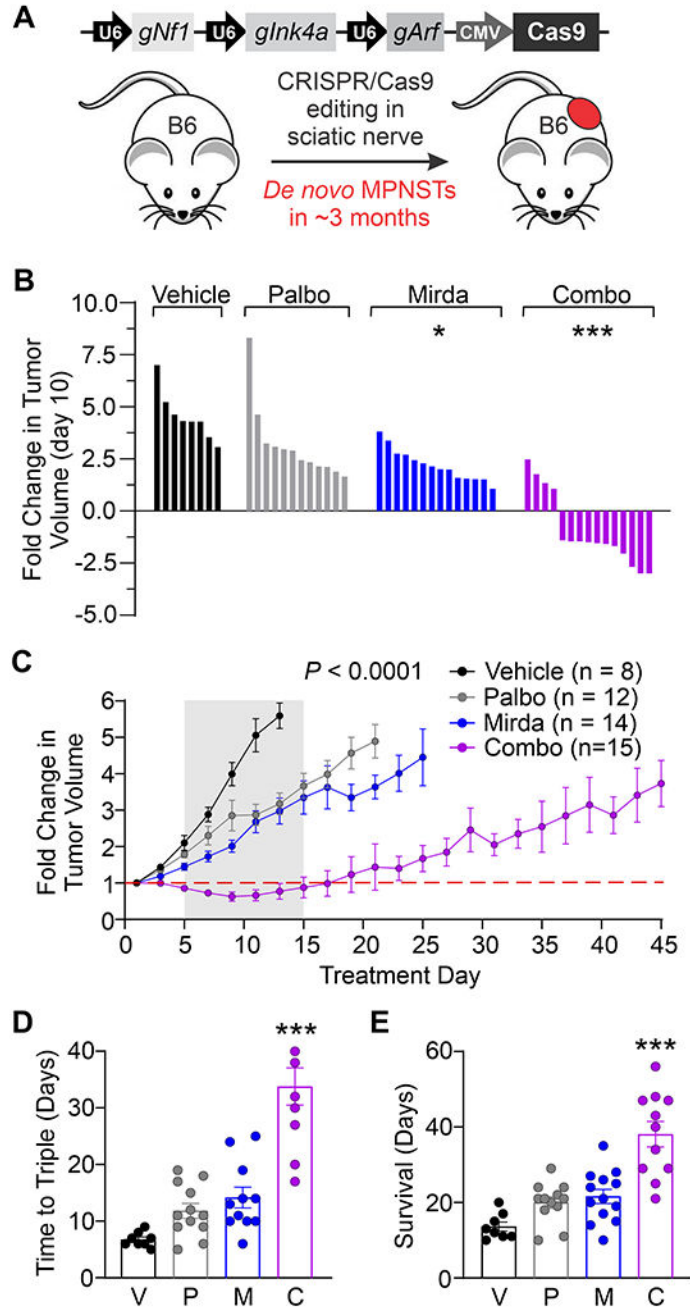 A
U6 gNf1 U6 gInk4a U6 gArf CMV Cas9
B6
CRISPR/Cas9
editing in
sciatic nerve
De novo MPNSTs
in ~3 months
B6
B
Vehicle Palbo Mirda Combo
* ***
Fold Change in Tumor
Volume (day 10)
10.0
7.5
5.0
2.5
0.0
-2.5
-5.0
C
P < 0.0001
Vehicle (n = 8)
Palbo (n = 12)
Mirda (n = 14)
Combo (n=15)
Fold Change in
Tumor Volume
6
5
4
3
2
1
0
0 5 10 15 20 25 30 35 40 45
Treatment Day
D
***
Time to Triple (Days)
40
30
20
10
0
V P M C
E
***
Survival (Days)
60
40
20
0
V P M C